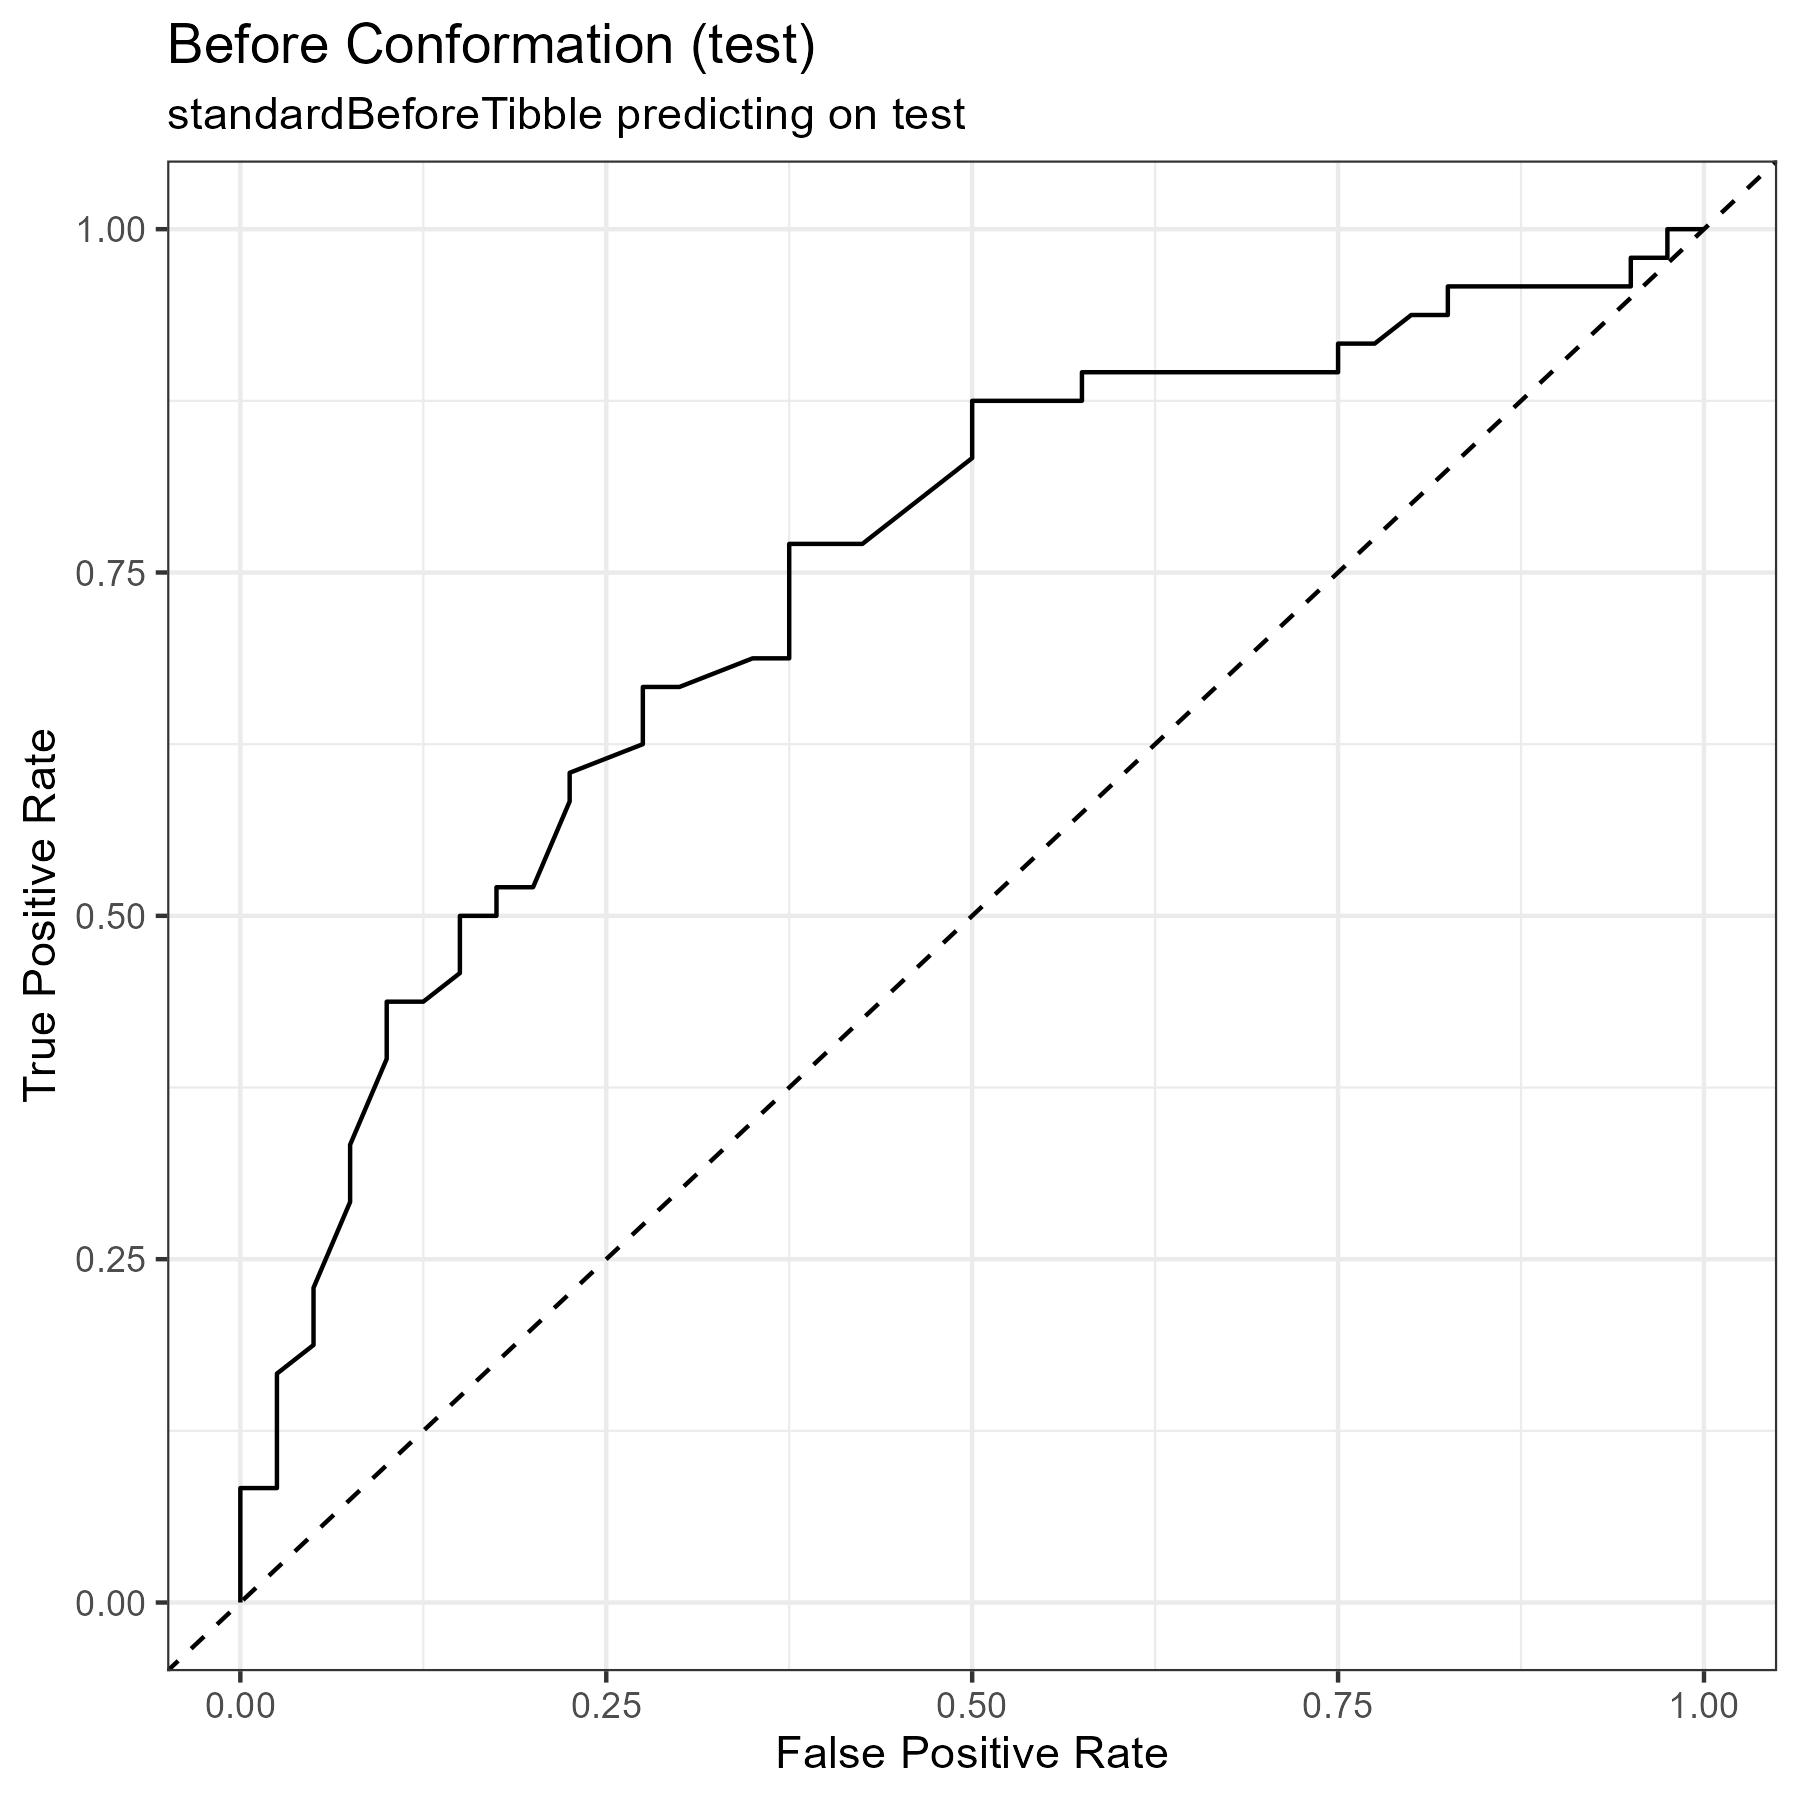 Before Conformation (test)
standardBeforeTibble predicting on test
True Positive Rate
1.00
0.75
0.50
0.25
0.00
0.00 0.25 0.50 0.75 1.00
False Positive Rate